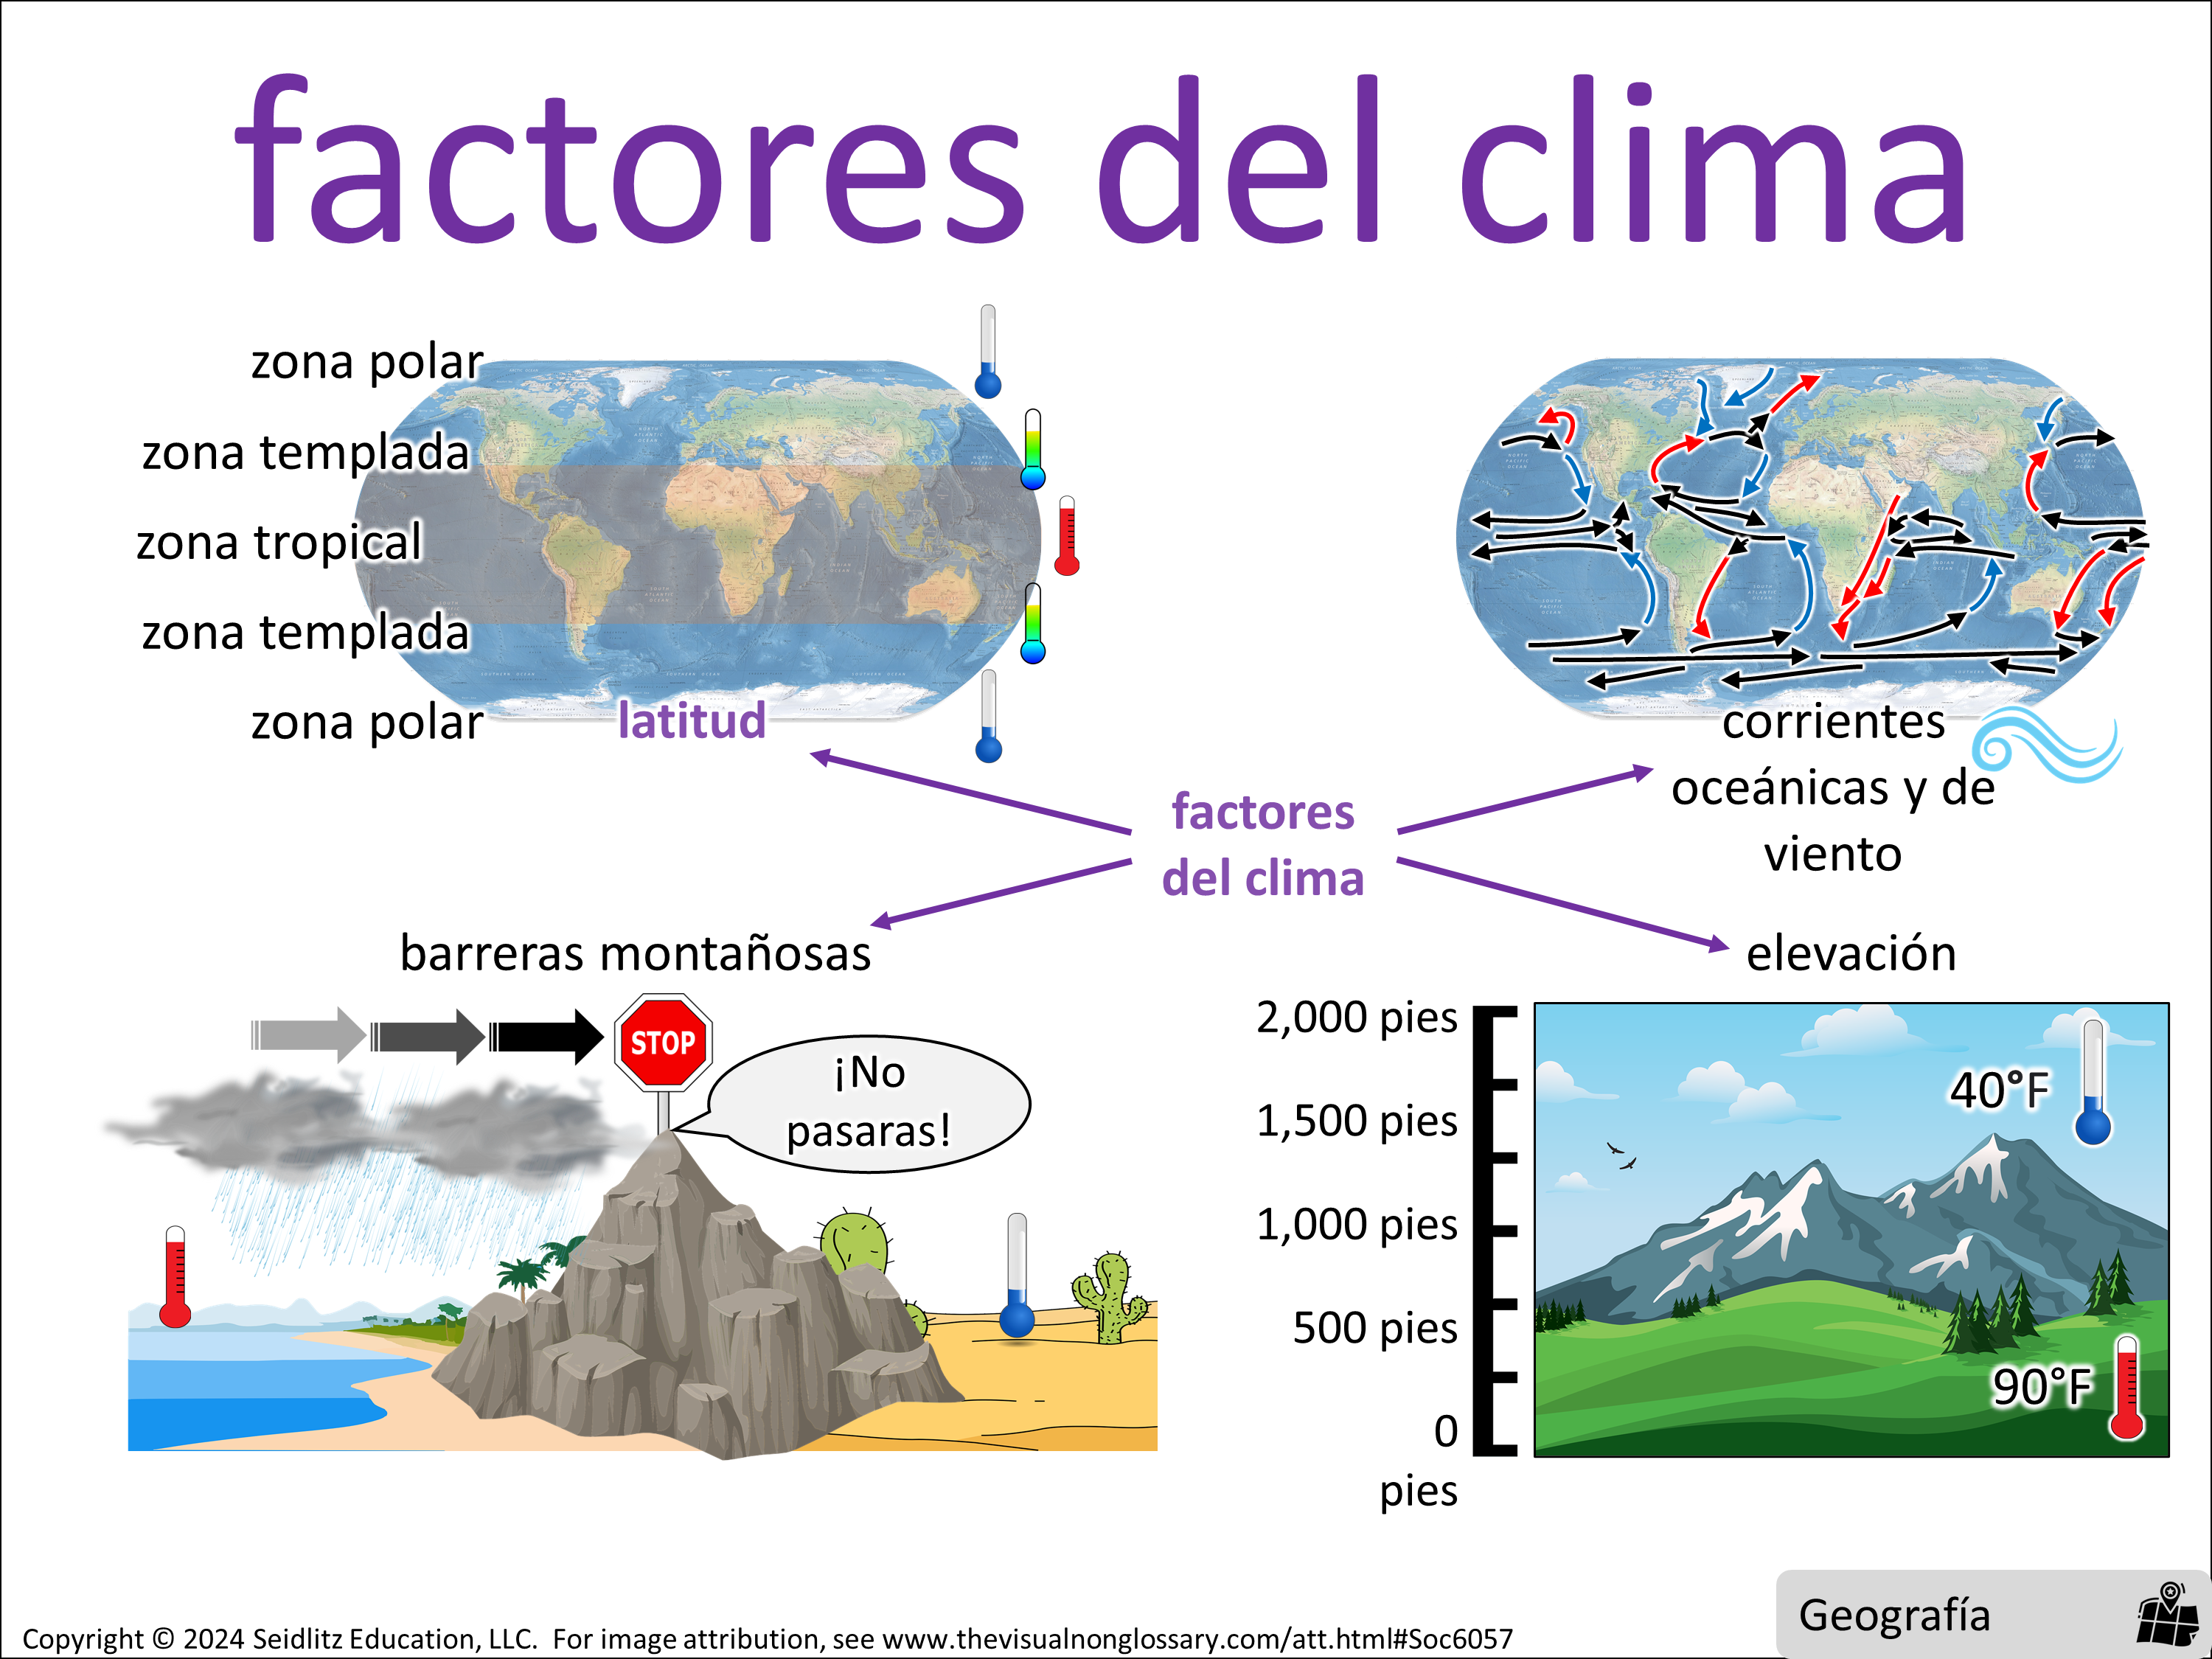 factores del clima
zona polar
zona templada
zona tropical
zona templada
zona polar
latitud
corrientes
oceánicas y de
viento
factores
del clima
barreras montañosas
STOP
¡No
pasaras!
elevación
2,000 pies
1,500 pies
1,000 pies
500 pies
0
pies
40°F
90°F
Geografía
Copyright © 2024 Seidlitz Education, LLC.  For image attribution, see www.thevisualnonglossary.com/att.html#Soc6057